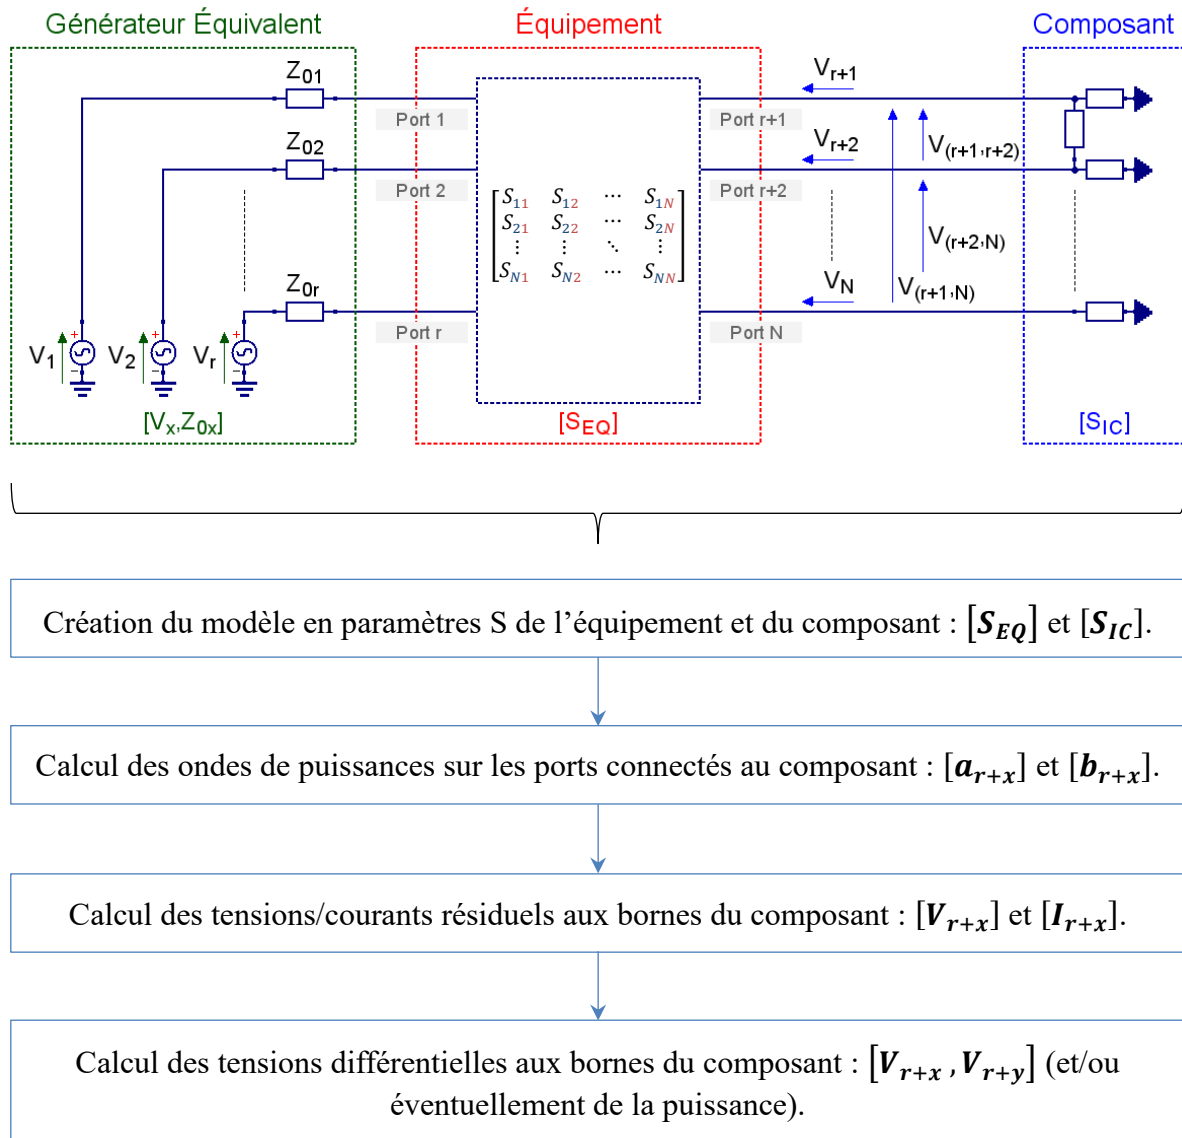 Générateur Équivalent
Équipement
Composant
Z01
Z02
Z0r
V1
V2
Vr
+
−
+
−
+
−
[Vx,Z0x]
Port 1
Port 2
Port r
S11 S12 ⋯ S1N
S21 S22 ⋯ S2N
⋮ ⋮ ⋱ ⋮
SN1 SN2 ⋯ SNN
[SEQ]
Port r+1
Port r+2
Port N
Vr+1
Vr+2
VN
V(r+1,r+2)
V(r+2,N)
V(r+1,N)
[SIC]
Création du modèle en paramètres S de l’équipement et du composant : [SEQ] et [SIC].
Calcul des ondes de puissances sur les ports connectés au composant : [ar+x] et [br+x].
Calcul des tensions/courants résiduels aux bornes du composant : [Vr+x] et [Ir+x].
Calcul des tensions différentielles aux bornes du composant : [Vr+x , Vr+y] (et/ou
éventuellement de la puissance).